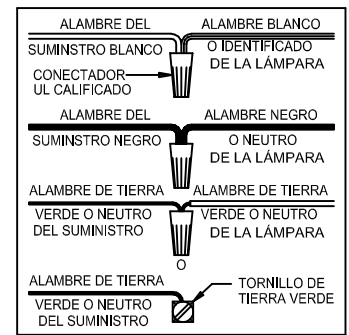 ALAMBRE DEL
SUMINSTRO BLANCO
ALAMBRE BLANCO
O IDENTIFICADO
DE LA LÁMPARA
CONECTADOR
UL CALIFICADO
ALAMBRE DEL
SUMINSTRO NEGRO
ALAMBRE NEGRO
O NEUTRO
DE LA LÁMPARA
ALAMBRE DE TIERRA
VERDE O NEUTRO
DEL SUMINISTRO
ALAMBRE DE TIERRA
VERDE O NEUTRO
DE LA LÁMPARA
O
ALAMBRE DE TIERRA
VERDE O NEUTRO
DEL SUMINISTRO
TORNILLO DE
TIERRA VERDE